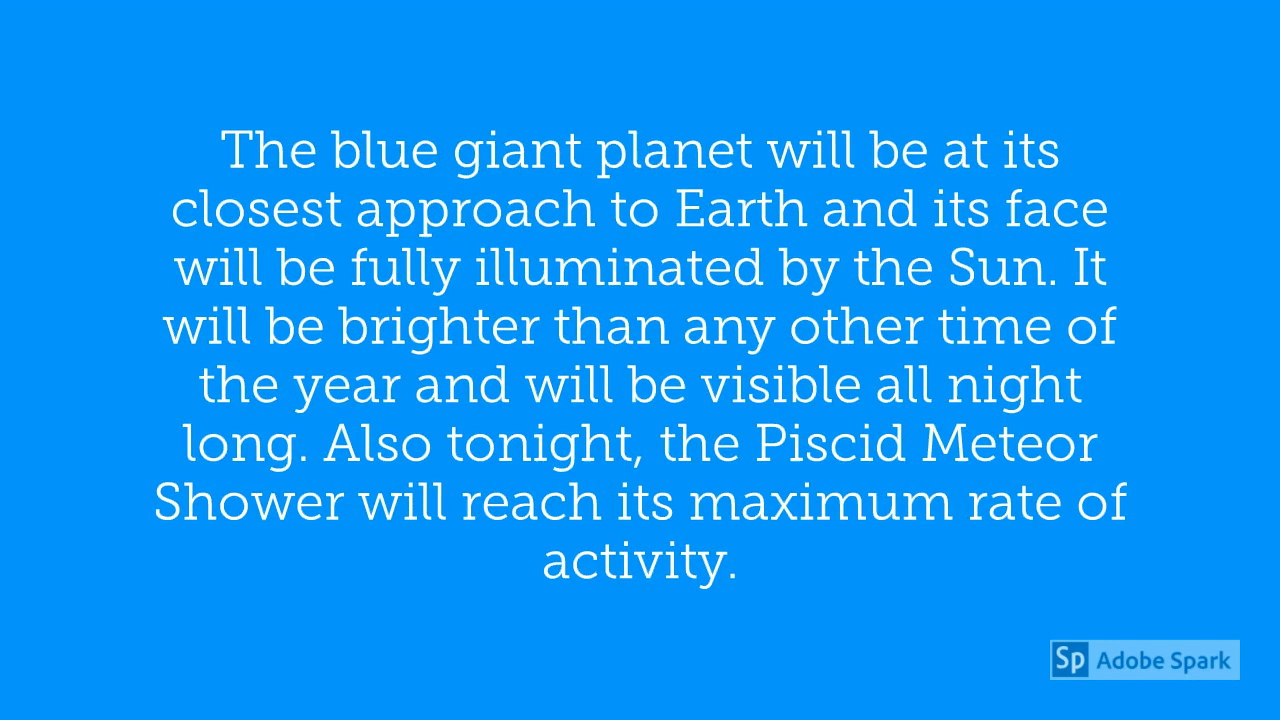 The blue giant planet will be at its
closest approach to Earth and its face
will be fully illuminated by the Sun. It
will be brighter than any other time of
the year and will be visible all night
long. Also tonight, the Piscid Meteor
Shower will reach its maximum rate of
activity.
Sp Adobe Spark